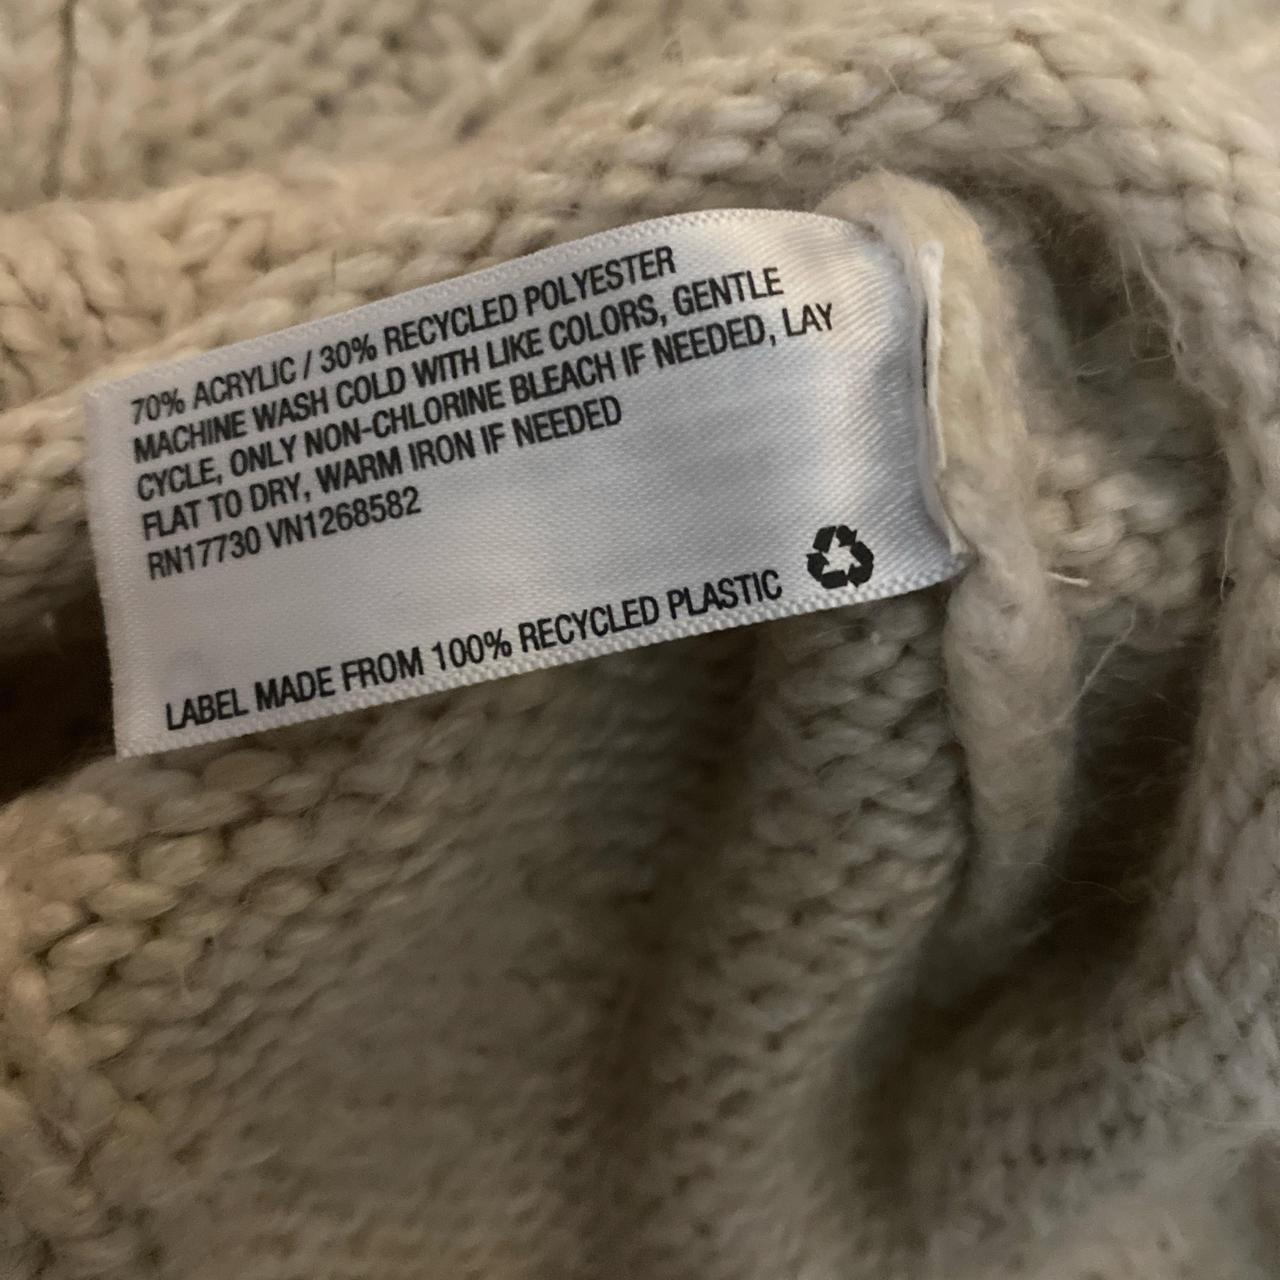 70% ACRYLIC / 30% RECYCLED POLYESTER
MACHINE WASH COLD WITH LIKE COLORS, GENTLE
CYCLE, ONLY NON-CHLORINE BLEACH IF NEEDED, LAY
FLAT TO DRY, WARM IRON IF NEEDED
RN17730 VN1268582
LABEL MADE FROM 100% RECYCLED PLASTIC